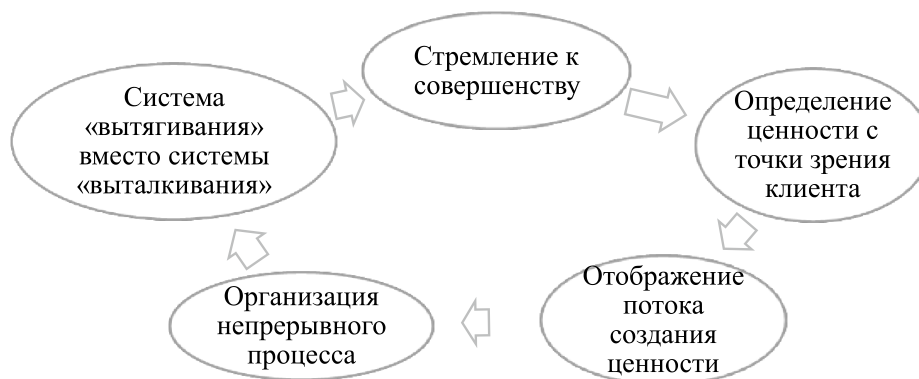 Стремление к
совершенству
Определение
ценности с
точки зрения
клиента
Отображение
потока
создания
ценности
Организация
непрерывного
процесса
Система
«вытягивания»
вместо системы
«выталкивания»